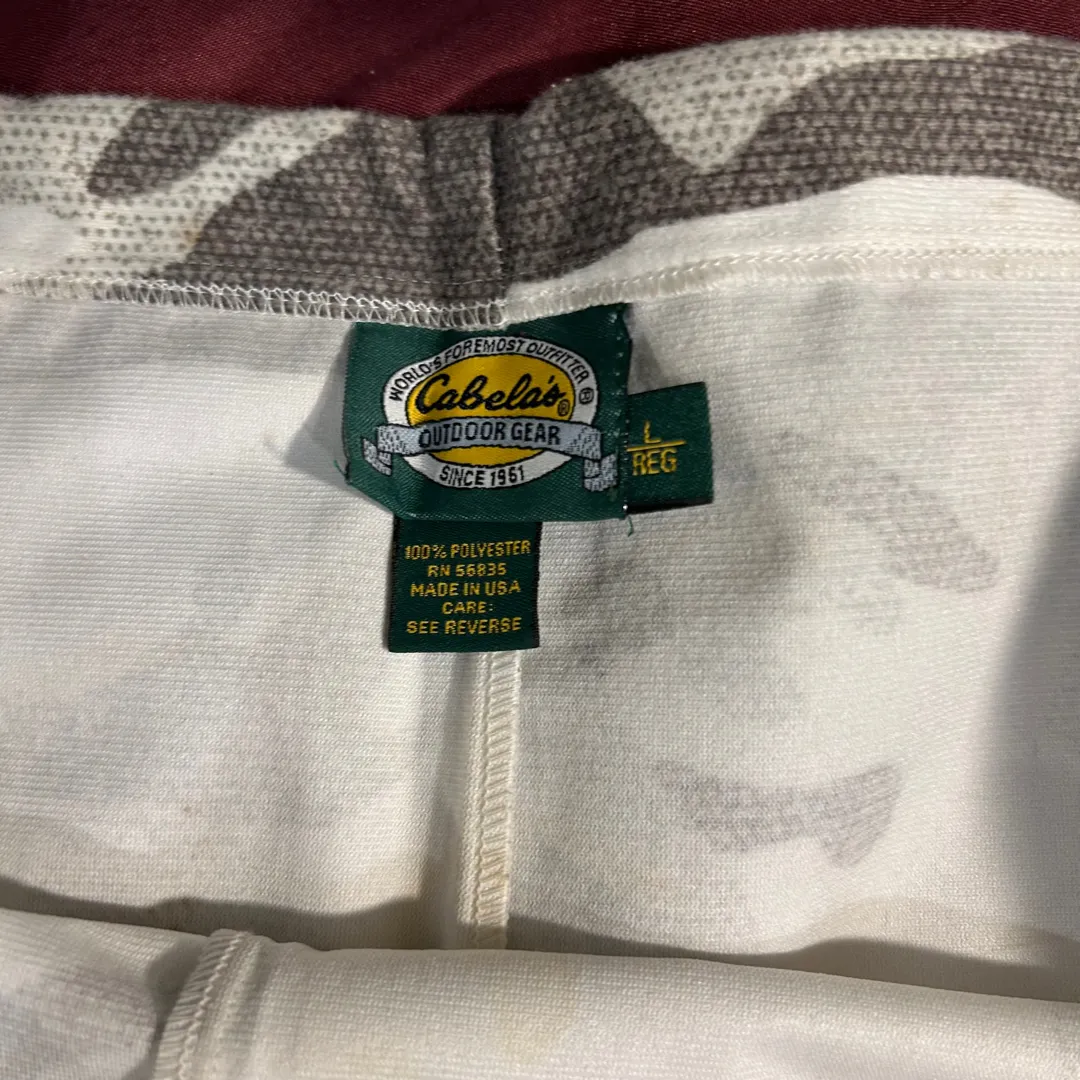 WORLD'S FOREMOST OUTFITTER ®
Cabela's®
OUTDOOR GEAR
SINCE 1961
L
REG
100% POLYESTER
RN 56835
MADE IN USA
CARE:
SEE REVERSE